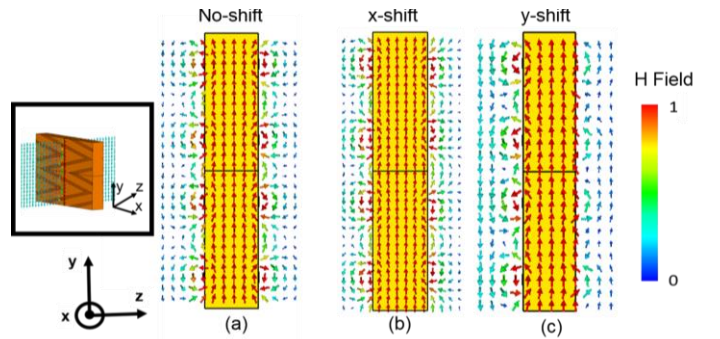 No-shift
x-shift
y-shift
H Field
1
0
y
z
x
y
x
z
(a)
(b)
(c)